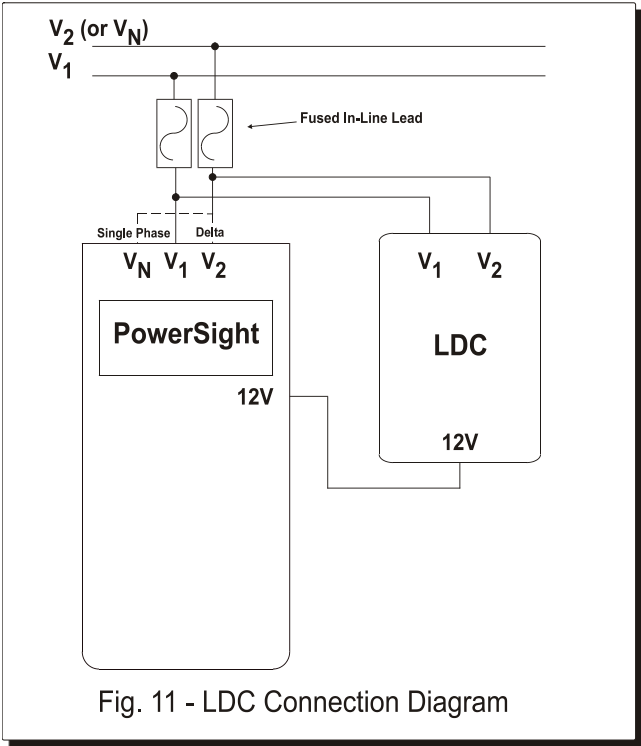 V2 (or VN)
V1
Fused In-Line Lead
Single Phase Delta
VN V1 V2
V1 V2
PowerSight
LDC
12V
12V
Fig. 11 - LDC Connection Diagram